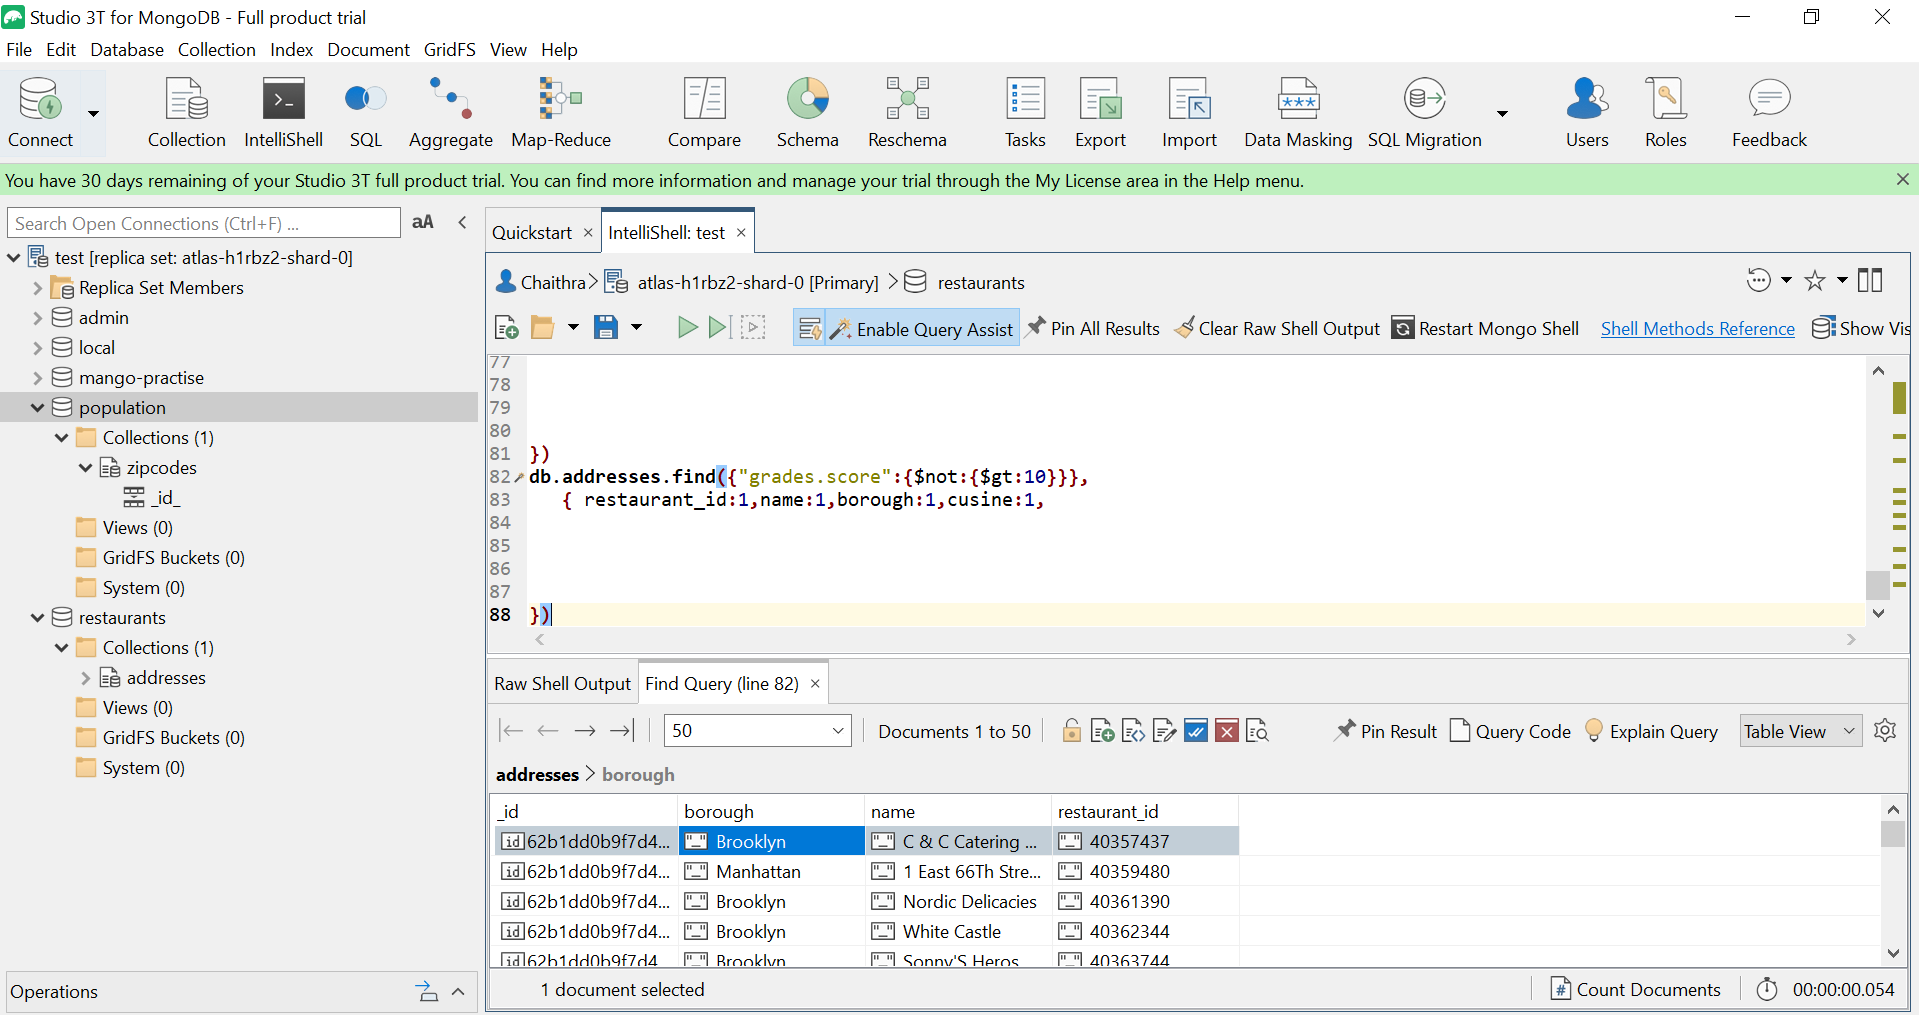 Studio 3T for MongoDB - Full product trial
File Edit Database Collection Index Document GridFS View Help
Connect Collection IntelliShell SQL Aggregate Map-Reduce Compare Schema Reschema Tasks Export Import Data Masking SQL Migration Users Roles Feedback
You have 30 days remaining of your Studio 3T full product trial. You can find more information and manage your trial through the My License area in the Help menu.
Search Open Connections (Ctrl+F) ... aA
test [replica set: atlas-h1rbz2-shard-0]
Replica Set Members
admin
local
mango-practise
population
Collections (1)
zipcodes
_id_
Views (0)
GridFS Buckets (0)
System (0)
restaurants
Collections (1)
addresses
Views (0)
GridFS Buckets (0)
System (0)
Operations
Quickstart IntelliShell: test
Chaithra atlas-h1rbz2-shard-0 [Primary] restaurants
Enable Query Assist Pin All Results Clear Raw Shell Output Restart Mongo Shell Shell Methods Reference Show Vis
77
78
79
80
81 })
82 db.addresses.find({"grades.score":{$not:{$gt:10}}},
83 { restaurant_id:1,name:1,borough:1,cusine:1,
84
85
86
87
88 })
Raw Shell Output Find Query (line 82)
50 Documents 1 to 50 Pin Result Query Code Explain Query Table View
addresses > borough
_id borough name restaurant_id
id 62b1dd0b9f7d4... "_" Brooklyn "_" C & C Catering ... "_" 40357437
id 62b1dd0b9f7d4... "_" Manhattan "_" 1 East 66Th Stre... "_" 40359480
id 62b1dd0b9f7d4... "_" Brooklyn "_" Nordic Delicacies "_" 40361390
id 62b1dd0b9f7d4... "_" Brooklyn "_" White Castle "_" 40362344
id 62b1dd0b9f7d4 "_" Brooklyn "_" Sonny'S Heros "_" 40363744
1 document selected # Count Documents 00:00:00.054